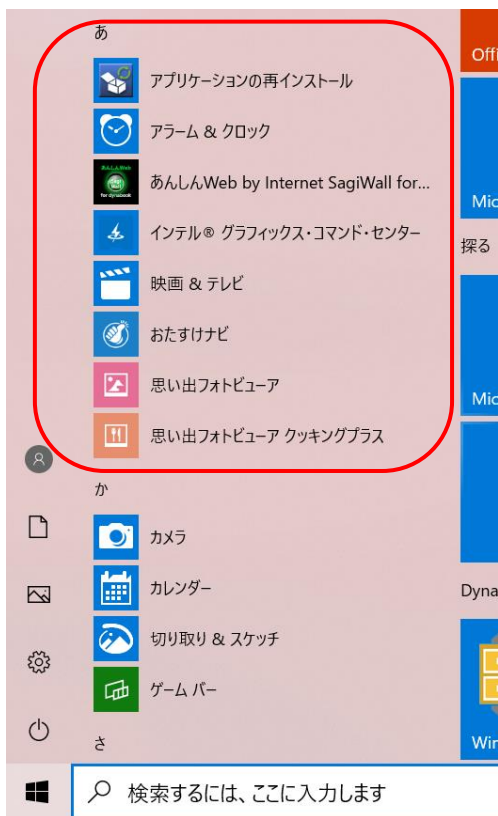 あ
アプリケーションの再インストール
アラーム & クロック
あんしんWeb by Internet SagiWall for...
インテル® グラフィックス・コマンド・センター
映画 & テレビ
おたすけナビ
思い出フォトビューア
思い出フォトビューア クッキングプラス
か
カメラ
カレンダー
切り取り & スケッチ
ゲーム バー
さ
Offi
Mic
探る
Mic
Dyna
Win
検索するには、ここに入力します